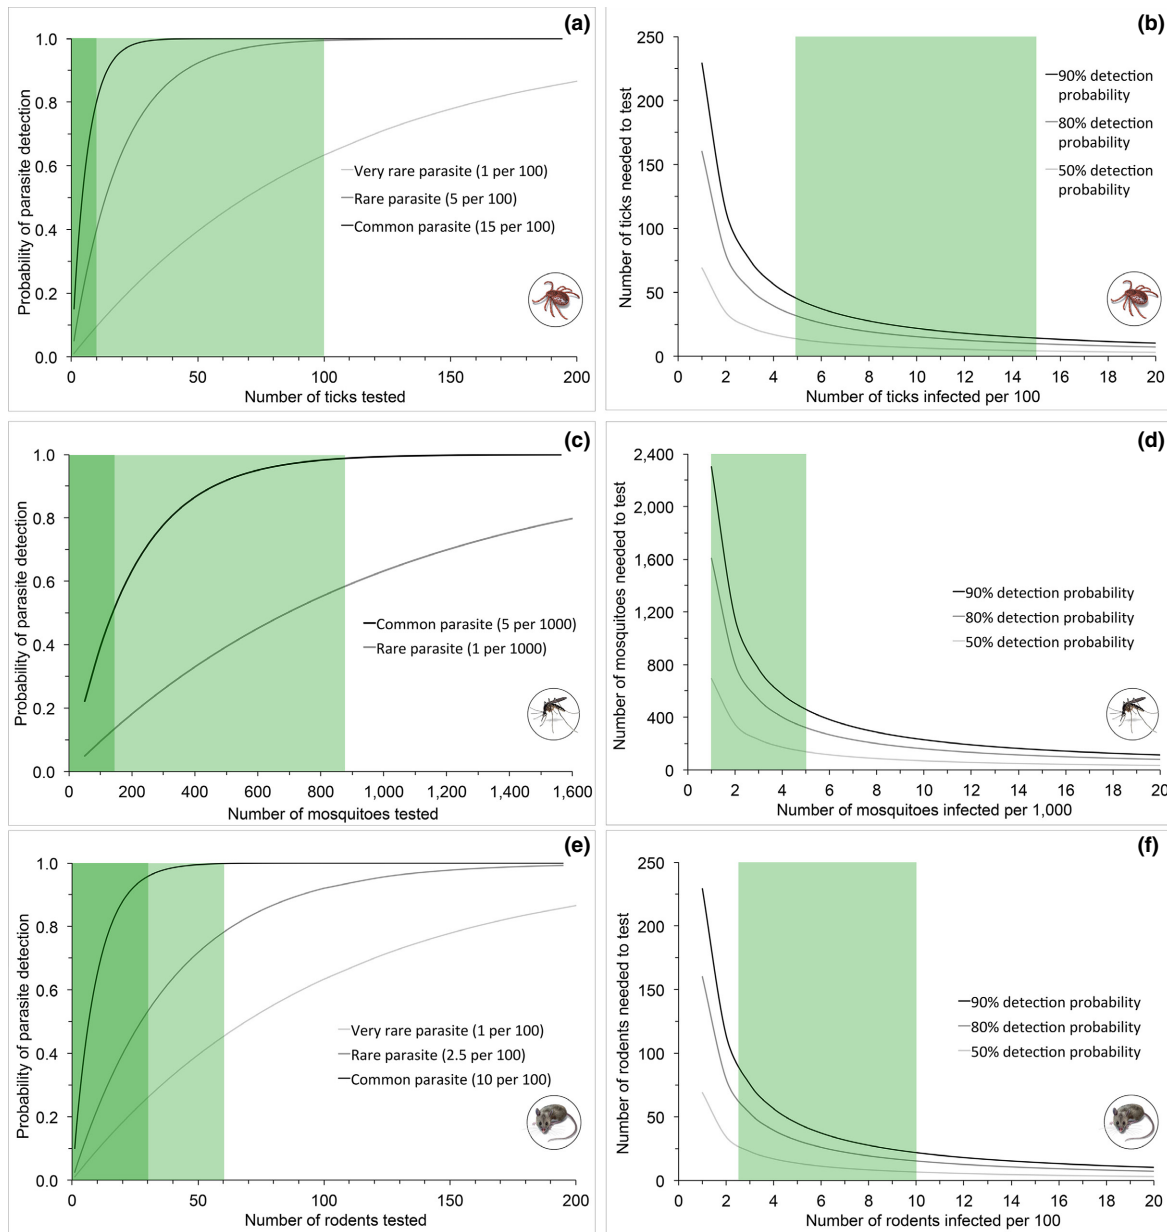 (a)
1.0
0.8
0.6
0.4
0.2
0.0
Probability of parasite detection
Very rare parasite (1 per 100)
Rare parasite (5 per 100)
Common parasite (15 per 100)
0 50 100 150 200
Number of ticks tested
(b)
250
200
150
100
50
0
Number of ticks needed to test
90% detection
probability
80% detection
probability
50% detection
probability
0 2 4 6 8 10 12 14 16 18 20
Number of ticks infected per 100
(c)
1.0
0.8
0.6
0.4
0.2
0.0
Probability of parasite detection
Common parasite (5 per 1000)
Rare parasite (1 per 1000)
0 200 400 600 800 1,000 1,200 1,400 1,600
Number of mosquitoes tested
(d)
2,400
2,000
1,600
1,200
800
400
0
Number of mosquitoes needed to test
90% detection probability
80% detection probability
50% detection probability
0 2 4 6 8 10 12 14 16 18 20
Number of mosquitoes infected per 1,000
(e)
1.0
0.8
0.6
0.4
0.2
0.0
Probability of parasite detection
Very rare parasite (1 per 100)
Rare parasite (2.5 per 100)
Common parasite (10 per 100)
0 50 100 150 200
Number of rodents tested
(f)
250
200
150
100
50
0
Number of rodents needed to test
90% detection probability
80% detection probability
50% detection probability
0 2 4 6 8 10 12 14 16 18 20
Number of rodents infected per 100